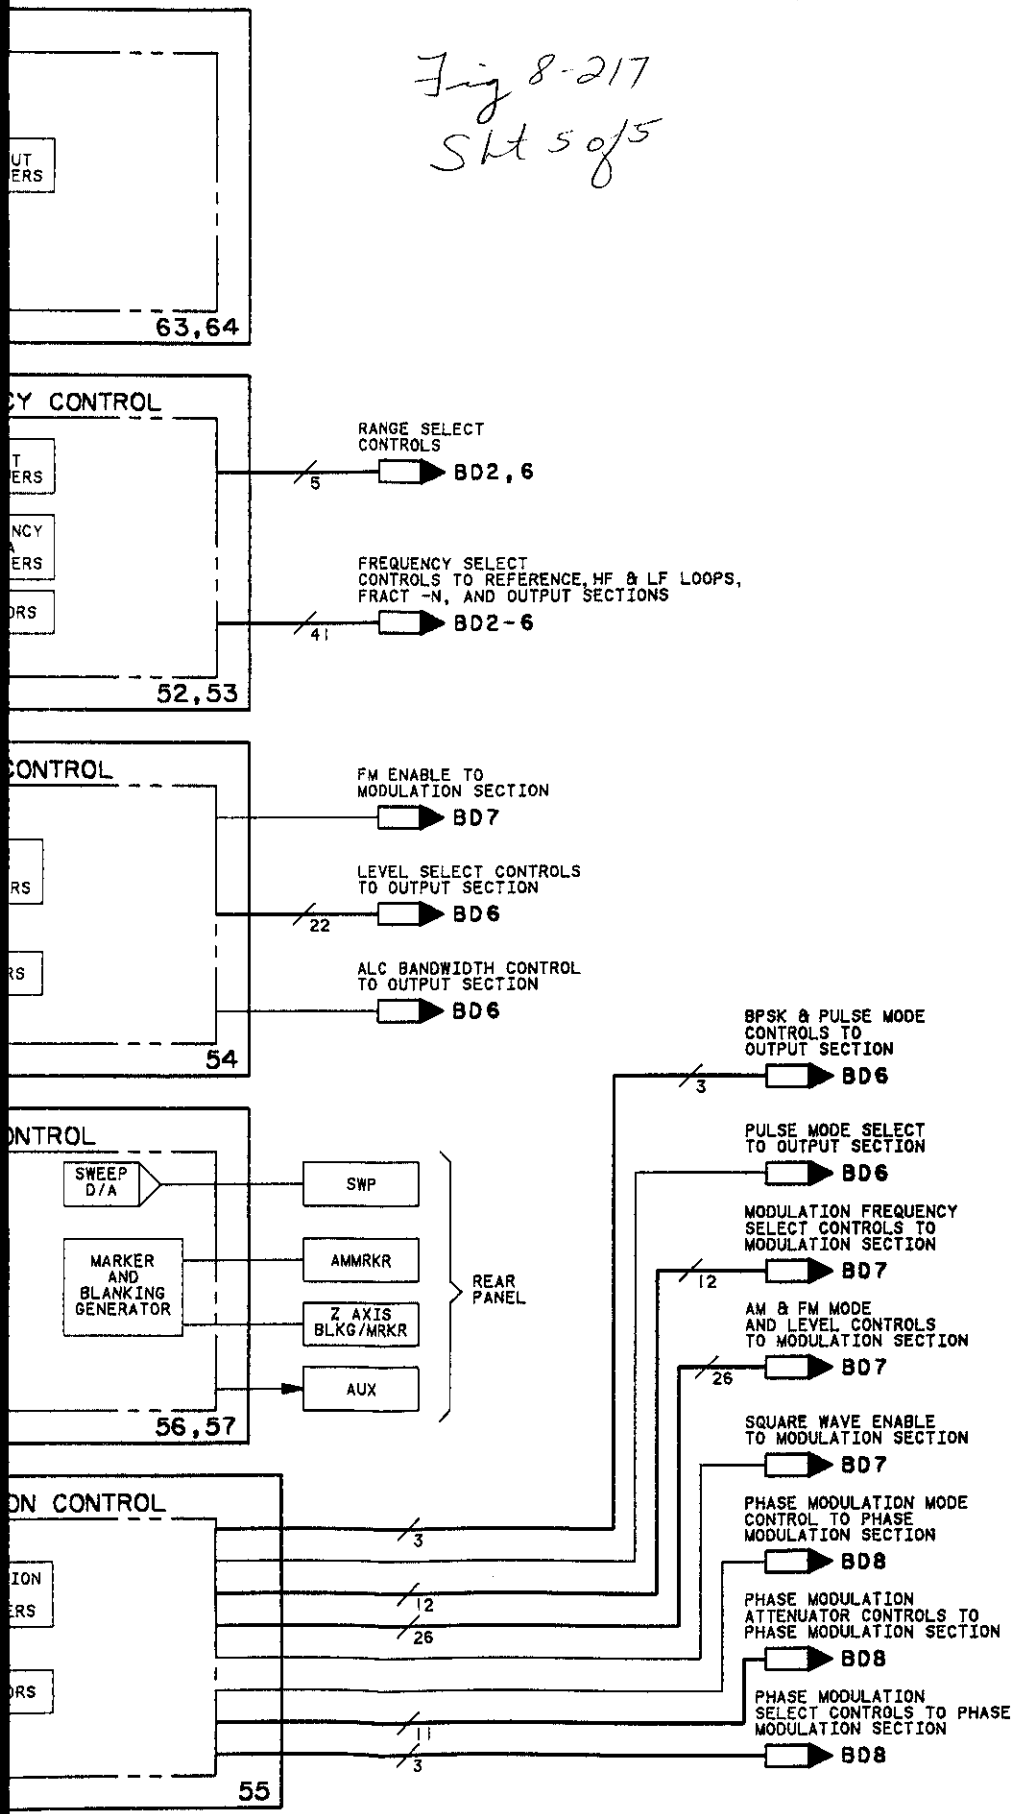 Fig 8-217
Sht 5 of 5
UT
ERS
63,64
CY CONTROL
T
ERS
NCY
A
ERS
ORS
52,53
RANGE SELECT
CONTROLS
5
BD2,6
FREQUENCY SELECT
CONTROLS TO REFERENCE, HF & LF LOOPS,
FRACT -N, AND OUTPUT SECTIONS
41
BD2-6
CONTROL
RS
RS
54
FM ENABLE TO
MODULATION SECTION
BD7
LEVEL SELECT CONTROLS
TO OUTPUT SECTION
22
BD6
ALC BANDWIDTH CONTROL
TO OUTPUT SECTION
BD6
ONTROL
SWEEP
D/A
SWP
MARKER
AND
BLANKING
GENERATOR
AMMRKR
Z AXIS
BLKG/MRKR
AUX
REAR
PANEL
56,57
BPSK & PULSE MODE
CONTROLS TO
OUTPUT SECTION
3
BD6
PULSE MODE SELECT
TO OUTPUT SECTION
BD6
MODULATION FREQUENCY
SELECT CONTROLS TO
MODULATION SECTION
12
BD7
AM & FM MODE
AND LEVEL CONTROLS
TO MODULATION SECTION
26
BD7
SQUARE WAVE ENABLE
TO MODULATION SECTION
BD7
PHASE MODULATION MODE
CONTROL TO PHASE
MODULATION SECTION
BD8
PHASE MODULATION
ATTENUATOR CONTROLS TO
PHASE MODULATION SECTION
BD8
PHASE MODULATION
SELECT CONTROLS TO PHASE
MODULATION SECTION
BD8
ON CONTROL
ION
ERS
ORS
3
12
26
11
3
55